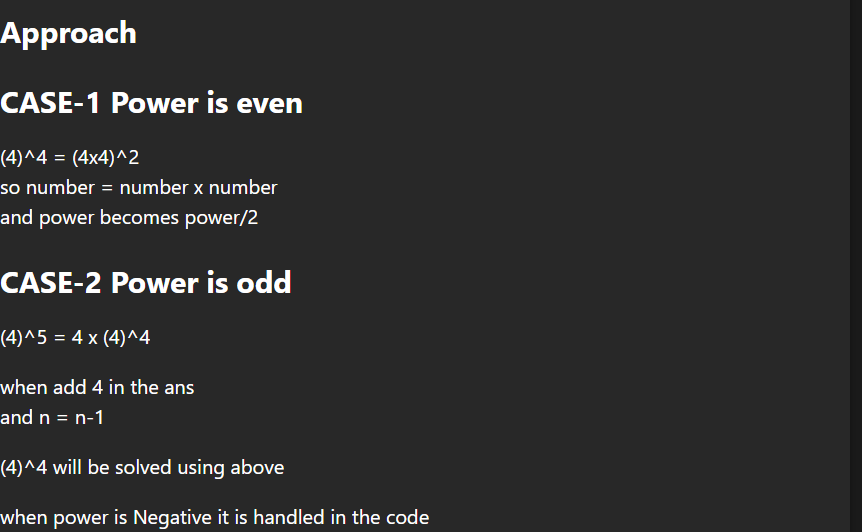 Approach
CASE-1 Power is even
(4)^4 = (4x4)^2
so number = number x number
and power becomes power/2
CASE-2 Power is odd
(4)^5 = 4 x (4)^4
when add 4 in the ans
and n = n-1
(4)^4 will be solved using above
when power is Negative it is handled in the code